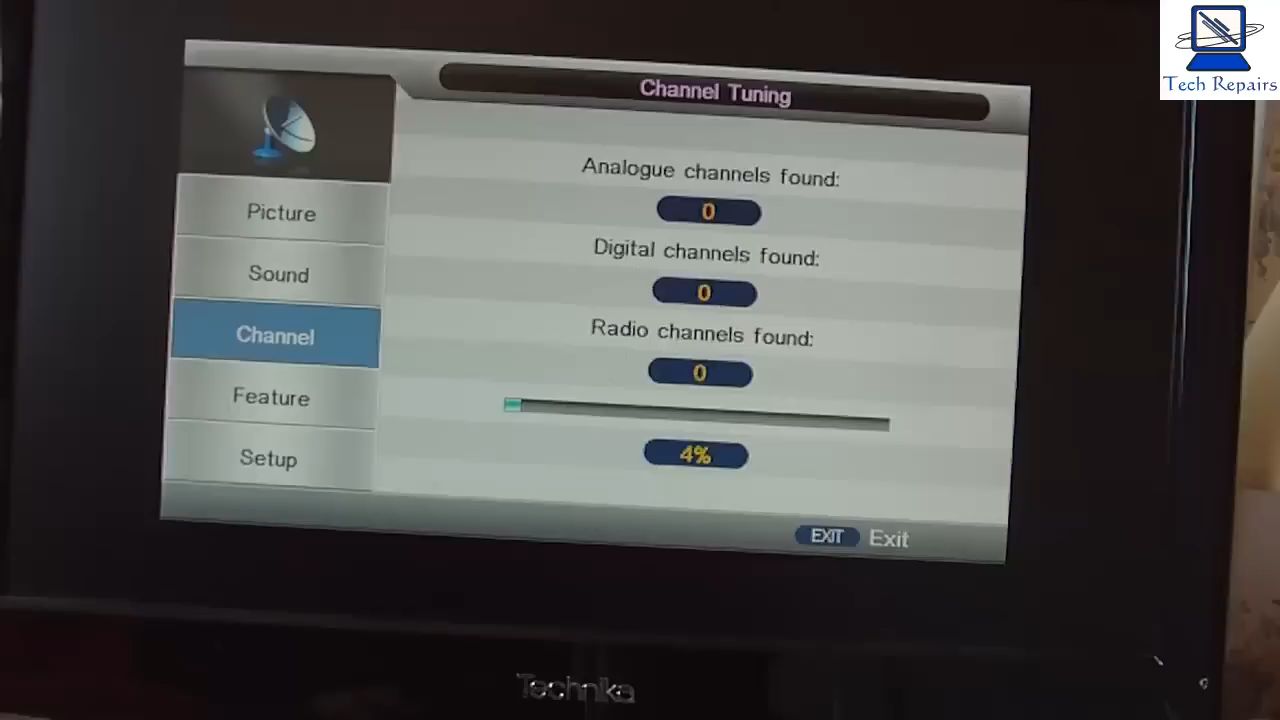 Tech Repairs
Channel Tuning
Analogue channels found:
0
Digital channels found:
0
Radio channels found:
0
4%
Picture
Sound
Channel
Feature
Setup
EXIT Exit
Technika